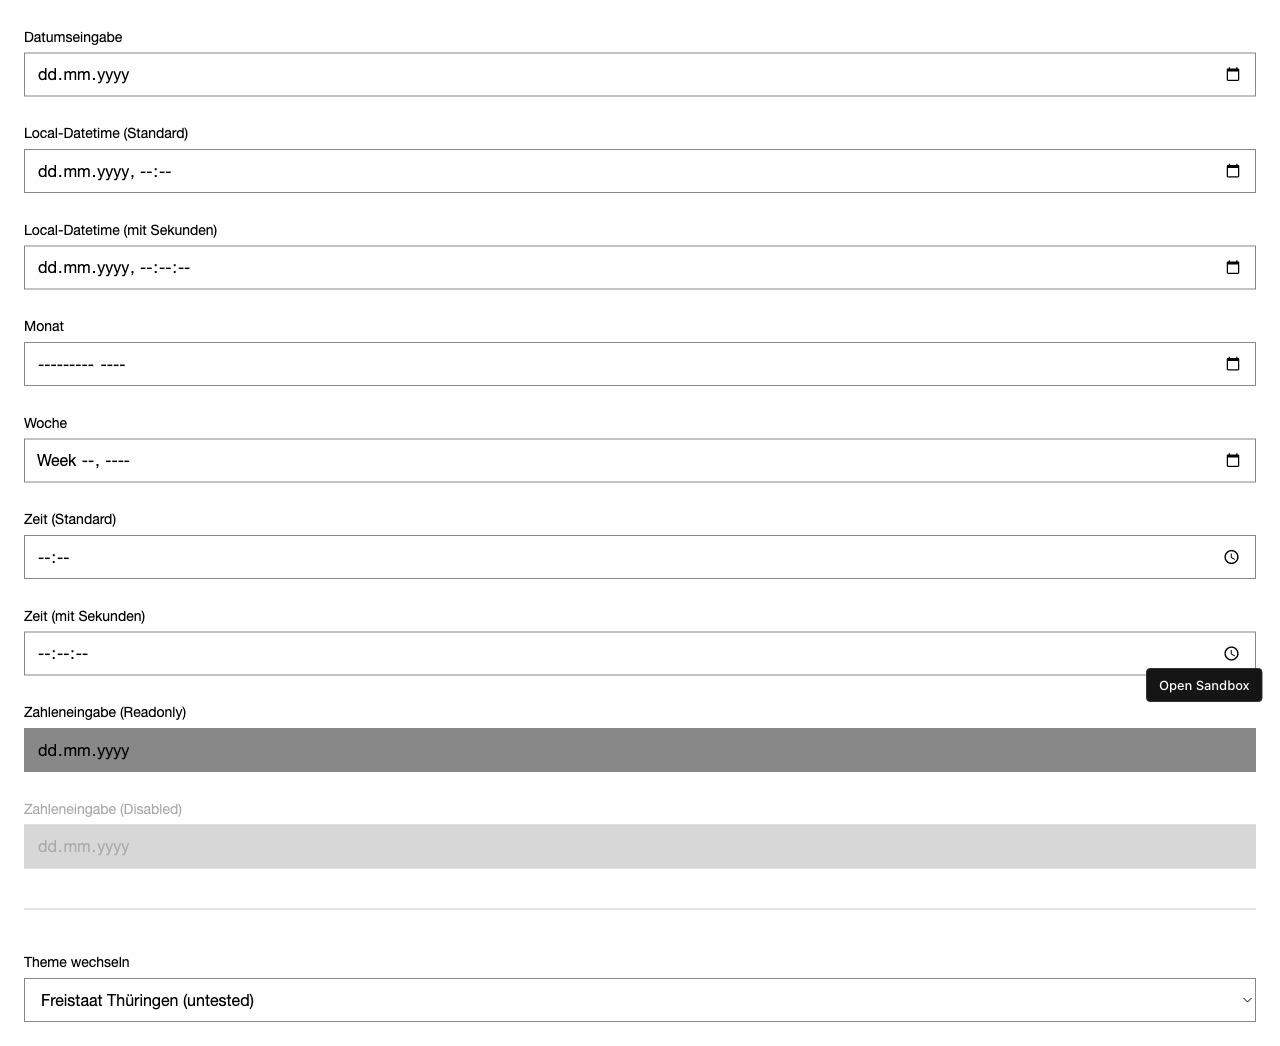 Datumseingabe
dd.mm.yyyy
Local-Datetime (Standard)
dd.mm.yyyy, --:--
Local-Datetime (mit Sekunden)
dd.mm.yyyy, --:--:--
Monat
--------- ----
Woche
Week --, ----
Zeit (Standard)
--:--
Zeit (mit Sekunden)
--:--:--
Open Sandbox
Zahleneingabe (Readonly)
dd.mm.yyyy
Zahleneingabe (Disabled)
dd.mm.yyyy
Theme wechseln
Freistaat Thüringen (untested)